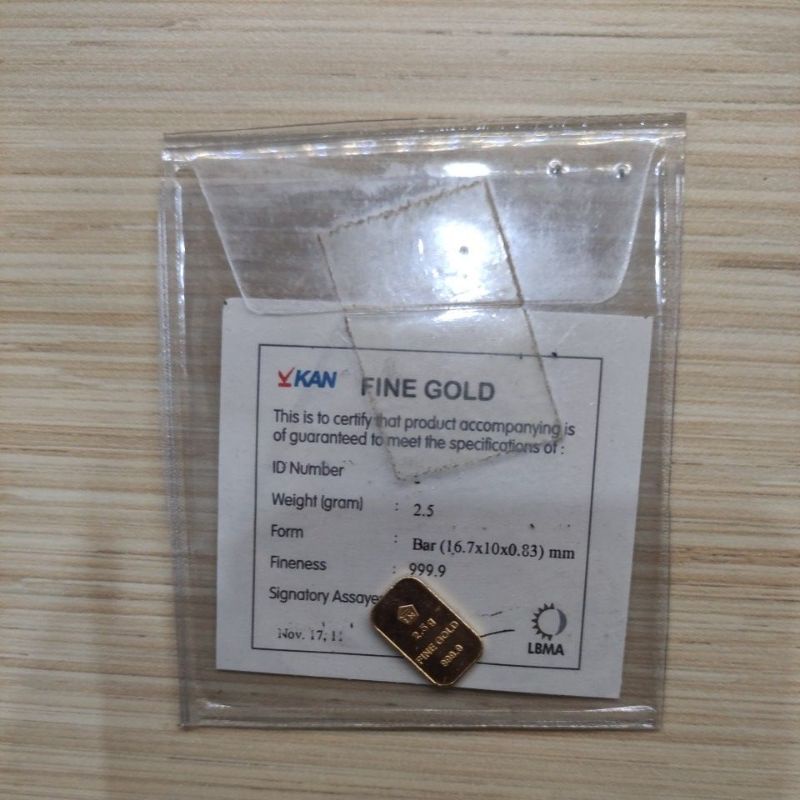 KAN FINE GOLD
This is to certify that product accompanying is
of guaranteed to meet the specifications of :
ID Number :
Weight (gram) : 2.5
Form : Bar (16.7x10x0.83) mm
Fineness : 999.9
Signatory Assaye
Nov. 17, 11
LBMA
2.5 g
FINE GOLD
999.9